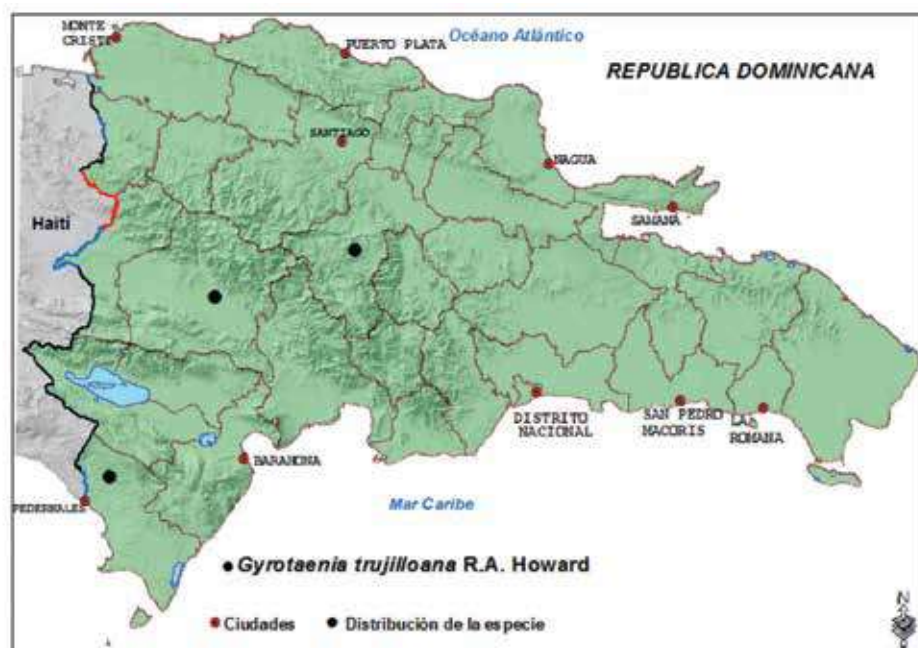 MONTE
CRISTI
PUERTO PLATA
Océano Atlántico
REPUBLICA DOMINICANA
SANTIAGO
NAGUA
SAMANA
Haití
DISTRITO
NACIONAL
SAN PEDRO
MACORIS
LA
ROMANA
BARAHONA
PEDERNALES
Mar Caribe
Gyrotaenia trujilloana R.A. Howard
Ciudades
Distribución de la especie